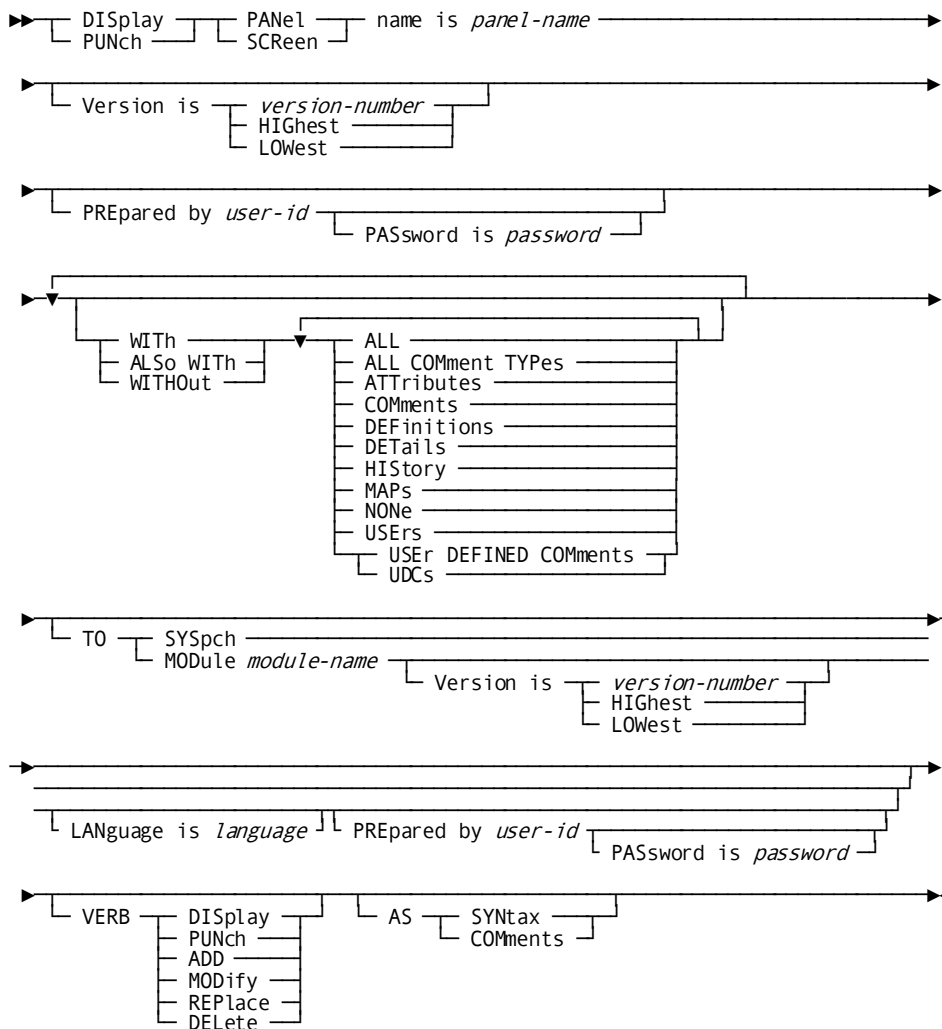 DISplay PANel name is panel-name
PUNch SCReen
Version is version-number
HIGhest
LOWest
PREpared by user-id
PASsword is password
WITh ALL
ALSo WITh ALL COMment TYPes
WITHOut ATTributes
COMments
DEFinitions
DETails
HIStory
MAPs
NONe
USErs
USEr DEFINED COMments
UDCs
TO SYSpch
MODule module-name
Version is version-number
HIGhest
LOWest
LANguage is language PREpared by user-id
PASsword is password
VERB DISplay AS SYNtax
PUNch COMments
ADD
MODify
REPlace
DELete